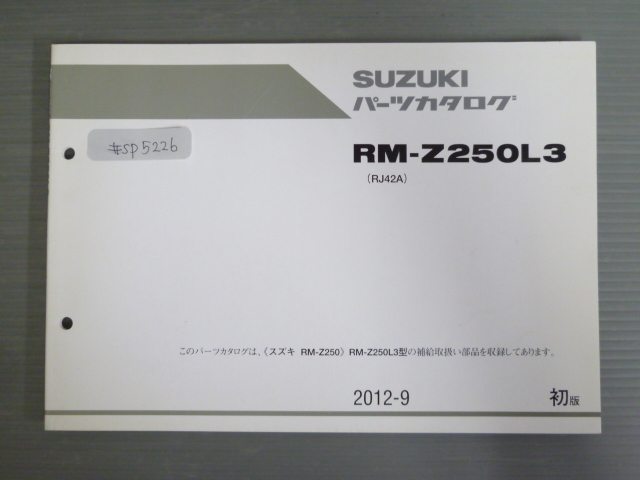 SUZUKI
パーツカタログ
#SP5226
RM-Z250L3
(RJ42A)
このパーツカタログは、《スズキ RM-Z250》RM-Z250L3型の補給取扱い部品を収録してあります。
2012-9
初版